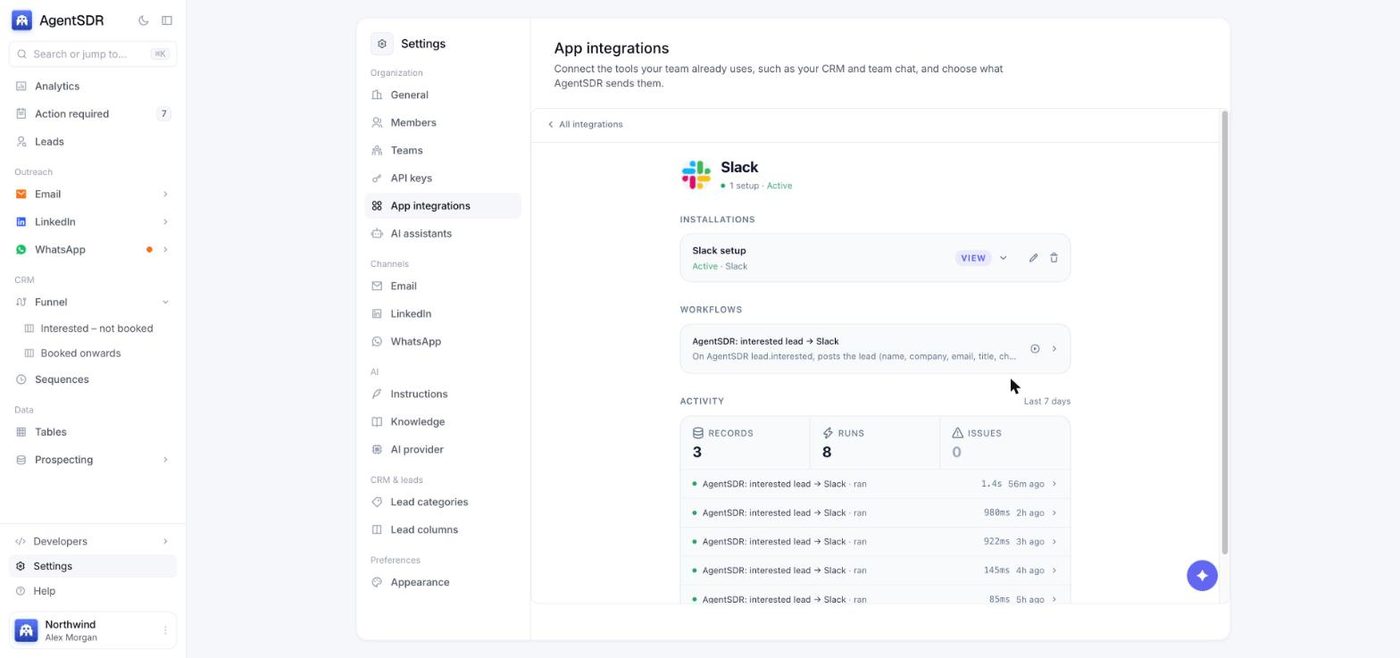 AgentSDR
Search or jump to... ⌘K
Analytics
Action required 7
Leads
Outreach
Email
LinkedIn
WhatsApp
CRM
Funnel
Interested – not booked
Booked onwards
Sequences
Data
Tables
Prospecting
Developers
Settings
Help
Northwind
Alex Morgan
Settings
Organization
General
Members
Teams
API keys
App integrations
AI assistants
Channels
Email
LinkedIn
WhatsApp
AI
Instructions
Knowledge
AI provider
CRM & leads
Lead categories
Lead columns
Preferences
Appearance
App integrations
Connect the tools your team already uses, such as your CRM and team chat, and choose what
AgentSDR sends them.
All integrations
Slack
1 setup · Active
INSTALLATIONS
Slack setup
Active · Slack
VIEW
WORKFLOWS
AgentSDR: interested lead → Slack
On AgentSDR lead.interested, posts the lead (name, company, email, title, ch...
ACTIVITY Last 7 days
RECORDS
3
RUNS
8
ISSUES
0
AgentSDR: interested lead → Slack · ran 1.4s 56m ago
AgentSDR: interested lead → Slack · ran 980ms 2h ago
AgentSDR: interested lead → Slack · ran 922ms 3h ago
AgentSDR: interested lead → Slack · ran 145ms 4h ago
AgentSDR: interested lead → Slack · ran 85ms 5h ago